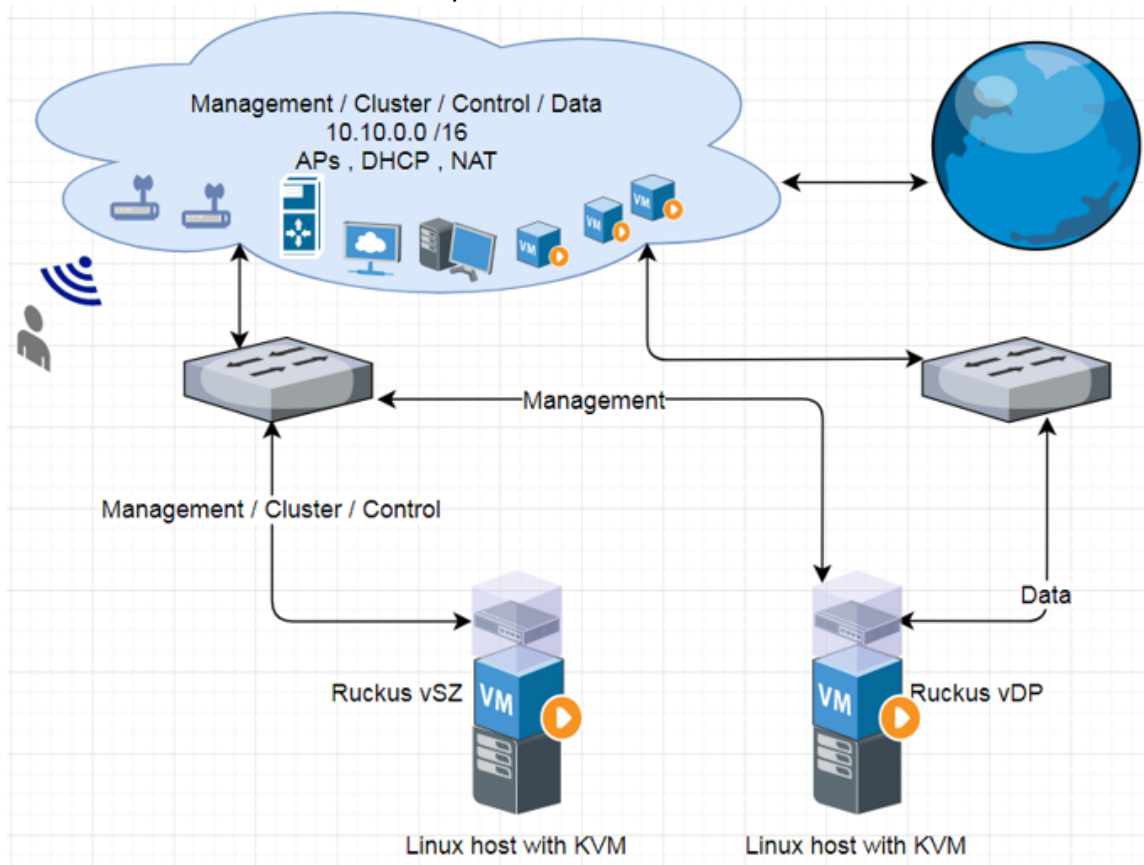 Management / Cluster / Control / Data
10.10.0.0 /16
APs , DHCP , NAT
VM
VM
VM
Management
Management / Cluster / Control
Data
Ruckus vSZ
VM
VM
Ruckus vDP
Linux host with KVM
Linux host with KVM